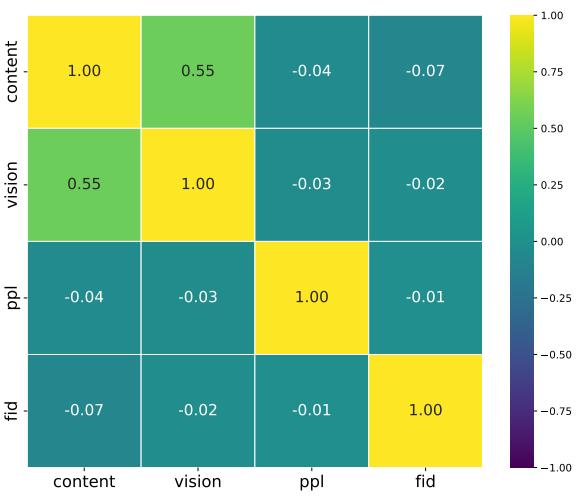 content 1.00 0.55 -0.04 -0.07
vision 0.55 1.00 -0.03 -0.02
ppl -0.04 -0.03 1.00 -0.01
fid -0.07 -0.02 -0.01 1.00
content vision ppl fid
1.00
0.75
0.50
0.25
0.00
−0.25
−0.50
−0.75
−1.00